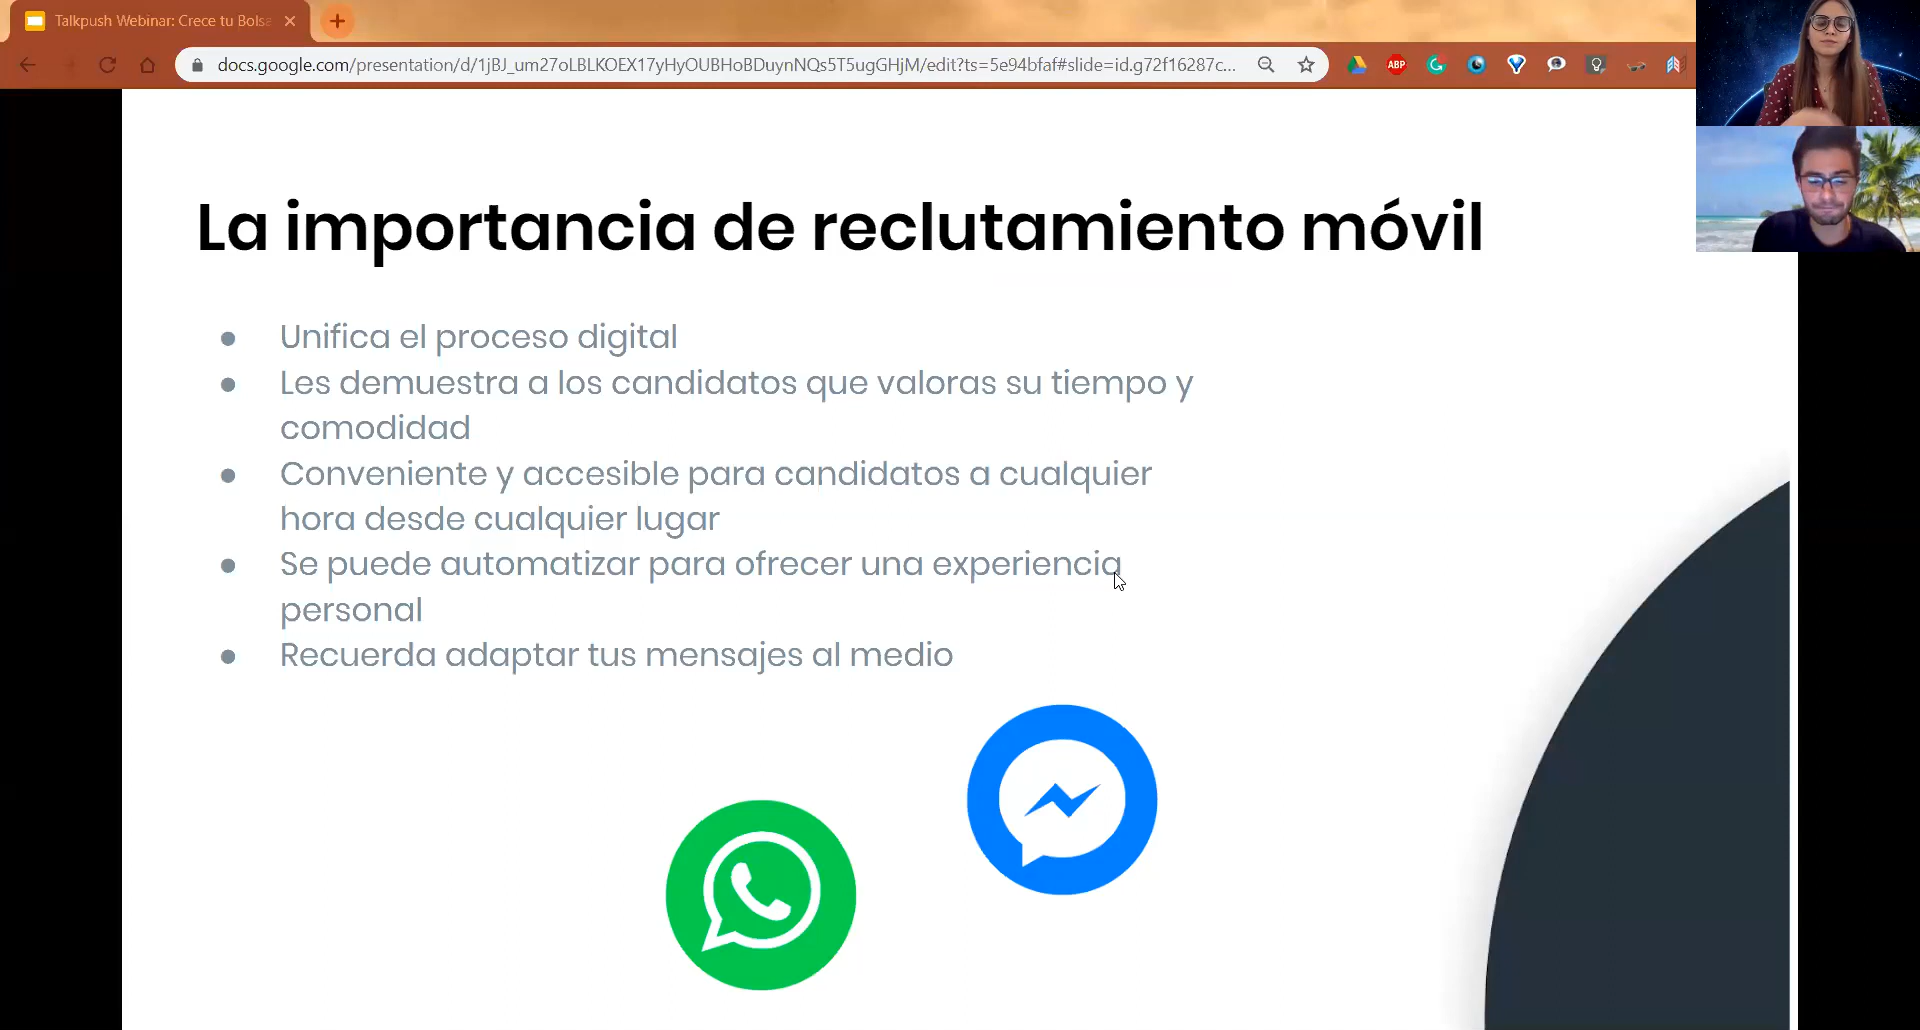 Talkpush Webinar: Crece tu Bolsa
docs.google.com/presentation/d/1jBJ_um27oLBLKOEX17yHyOUBHoBDuynNQs5T5ugGHjM/edit?ts=5e94bfaf#slide=id.g72f16287c...
ABP
La importancia de reclutamiento móvil
● Unifica el proceso digital
● Les demuestra a los candidatos que valoras su tiempo y
comodidad
● Conveniente y accesible para candidatos a cualquier
hora desde cualquier lugar
● Se puede automatizar para ofrecer una experiencia
personal
● Recuerda adaptar tus mensajes al medio